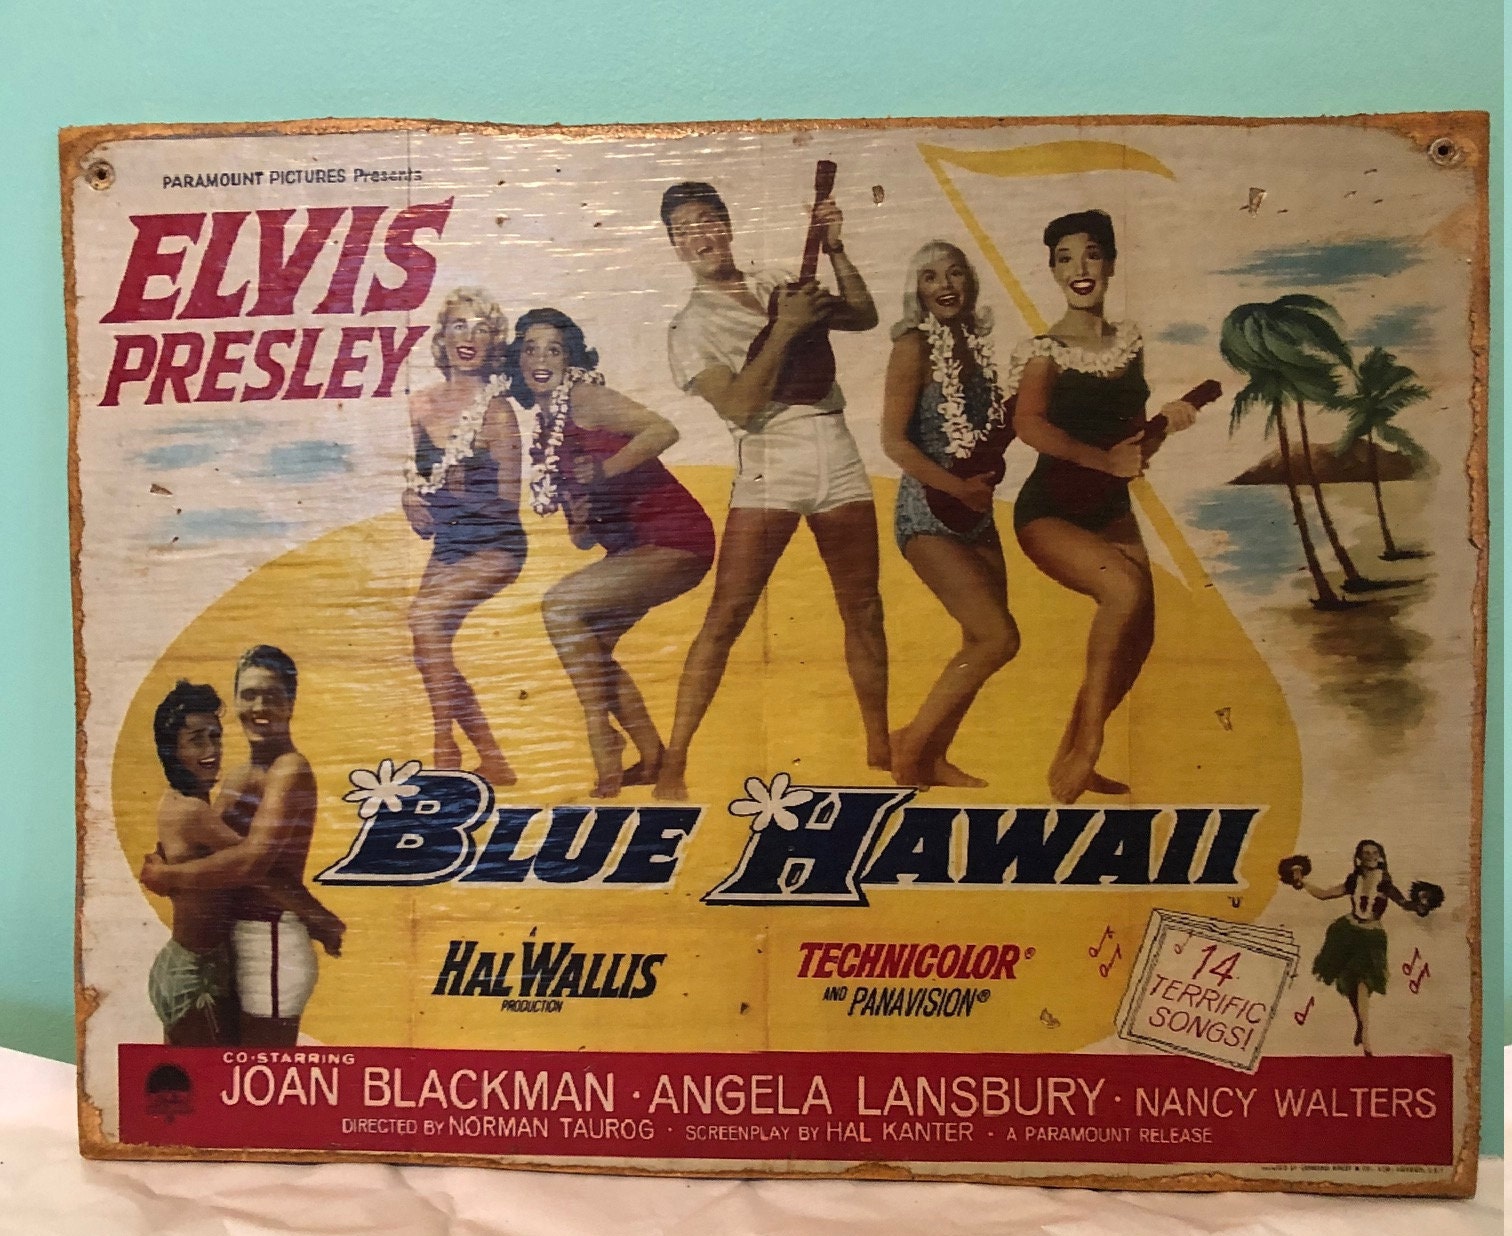 PARAMOUNT PICTURES Presents
ELVIS
PRESLEY
BLUE HAWAII
HAL WALLIS
PRODUCTION
TECHNICOLOR®
AND PANAVISION®
14
TERRIFIC
SONGS!
CO-STARRING
JOAN BLACKMAN · ANGELA LANSBURY · NANCY WALTERS
DIRECTED BY NORMAN TAUROG · SCREENPLAY BY HAL KANTER · A PARAMOUNT RELEASE